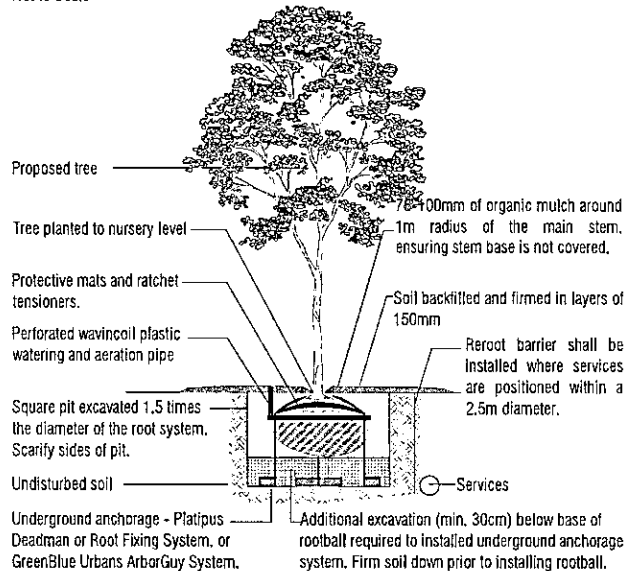 Proposed tree
Tree planted to nursery level
Protective mats and ratchet
tensioners.
Perforated wavincoil plastic
watering and aeration pipe
Square pit excavated 1.5 times
the diameter of the root system.
Scarify sides of pit.
Undisturbed soil
Underground anchorage - Platipus
Deadman or Root Fixing System, or
GreenBlue Urbans ArborGuy System.
100mm of organic mulch around
1m radius of the main stem,
ensuring stem base is not covered.
Soil backfilled and firmed in layers of
150mm
Reroot barrier shall be
installed where services
are positioned within a
2.5m diameter.
Services
Additional excavation (min. 30cm) below base of
rootball required to installed underground anchorage
system. Firm soil down prior to installing rootball.